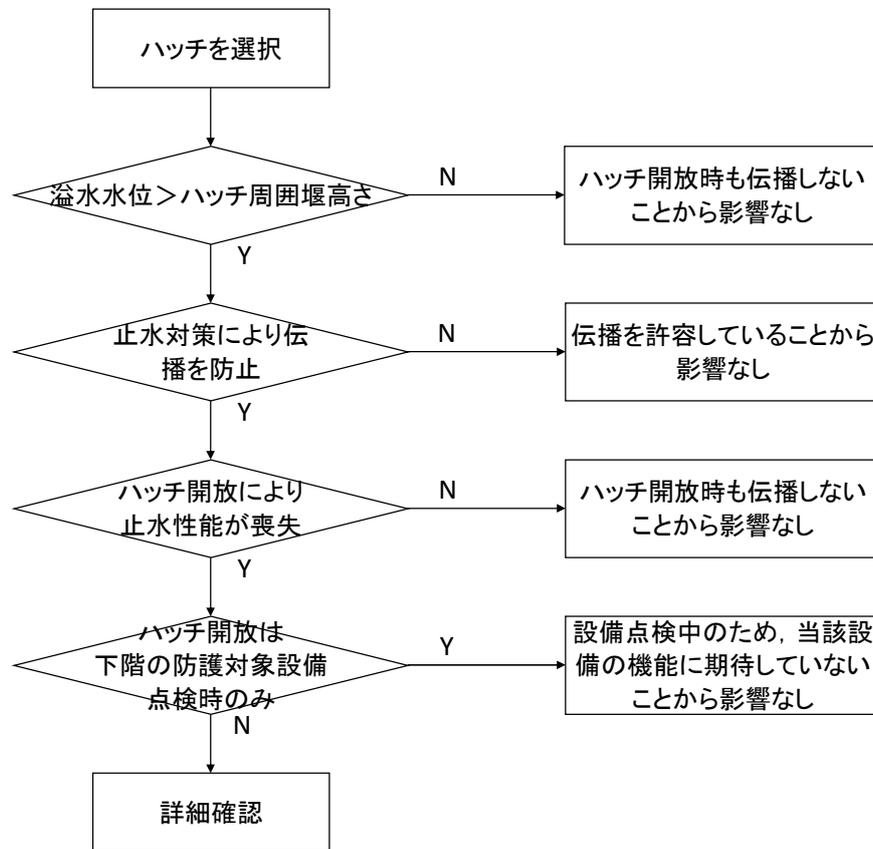 ハッチを選択
溢水水位＞ハッチ周囲堰高さ
N
ハッチ開放時も伝播しない
ことから影響なし
Y
止水対策により伝
播を防止
N
伝播を許容していることから
影響なし
Y
ハッチ開放により
止水性能が喪失
N
ハッチ開放時も伝播しない
ことから影響なし
Y
ハッチ開放は
下階の防護対象設備
点検時のみ
Y
設備点検中のため，当該設
備の機能に期待していない
ことから影響なし
N
詳細確認